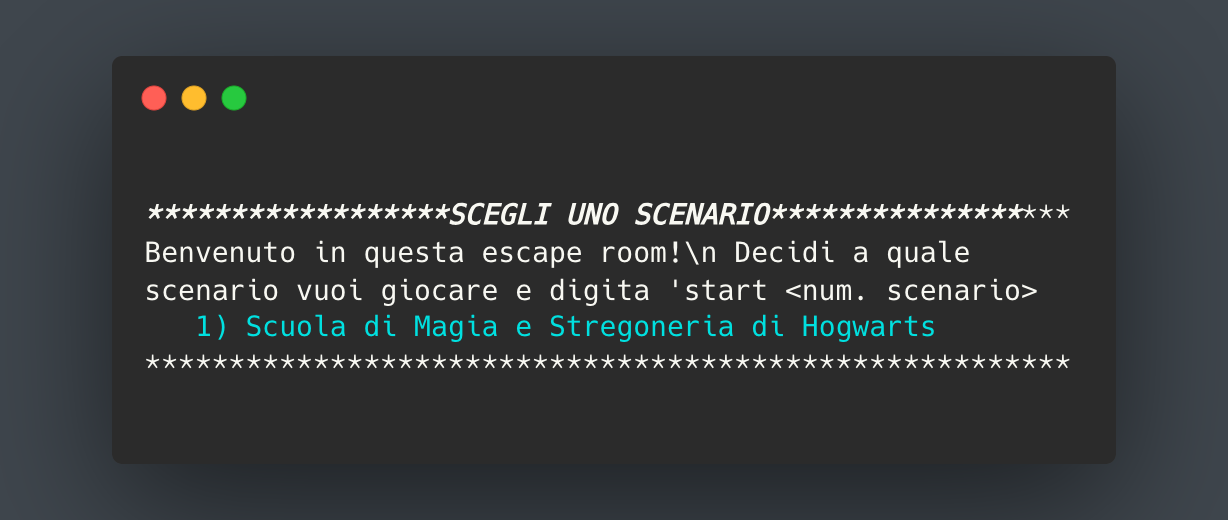 ******************SCEGLI UNO SCENARIO******************
Benvenuto in questa escape room!\n Decidi a quale
scenario vuoi giocare e digita 'start <num. scenario>
1) Scuola di Magia e Stregoneria di Hogwarts
*******************************************************